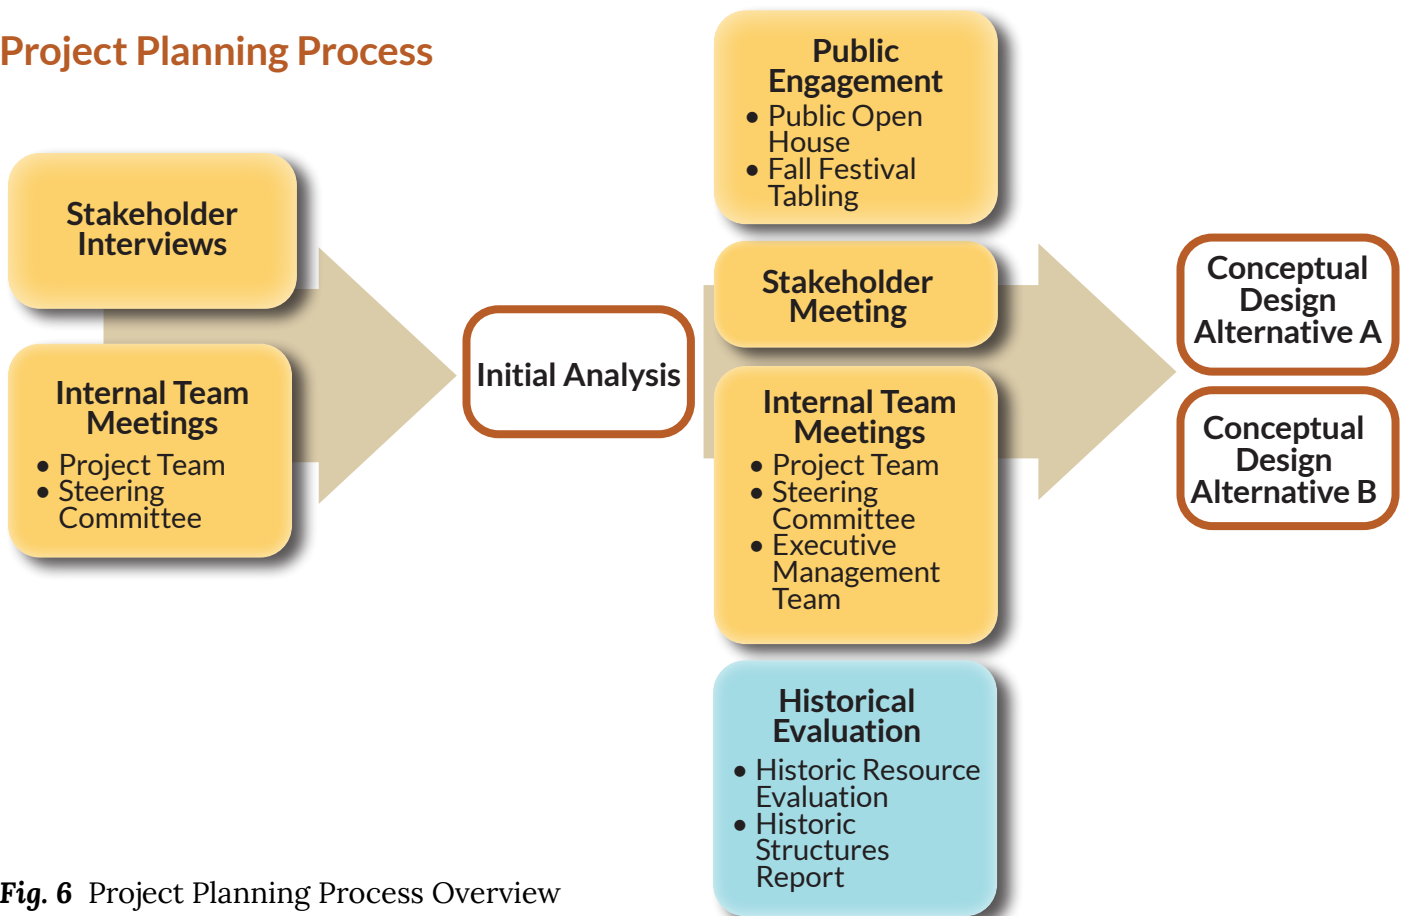 Project Planning Process
Stakeholder
Interviews
Internal Team
Meetings
• Project Team
• Steering
Committee
Initial Analysis
Public
Engagement
• Public Open
House
• Fall Festival
Tabling
Stakeholder
Meeting
Internal Team
Meetings
• Project Team
• Steering
Committee
• Executive
Management
Team
Historical
Evaluation
• Historic Resource
Evaluation
• Historic
Structures
Report
Conceptual
Design
Alternative A
Conceptual
Design
Alternative B
Fig. 6 Project Planning Process Overview